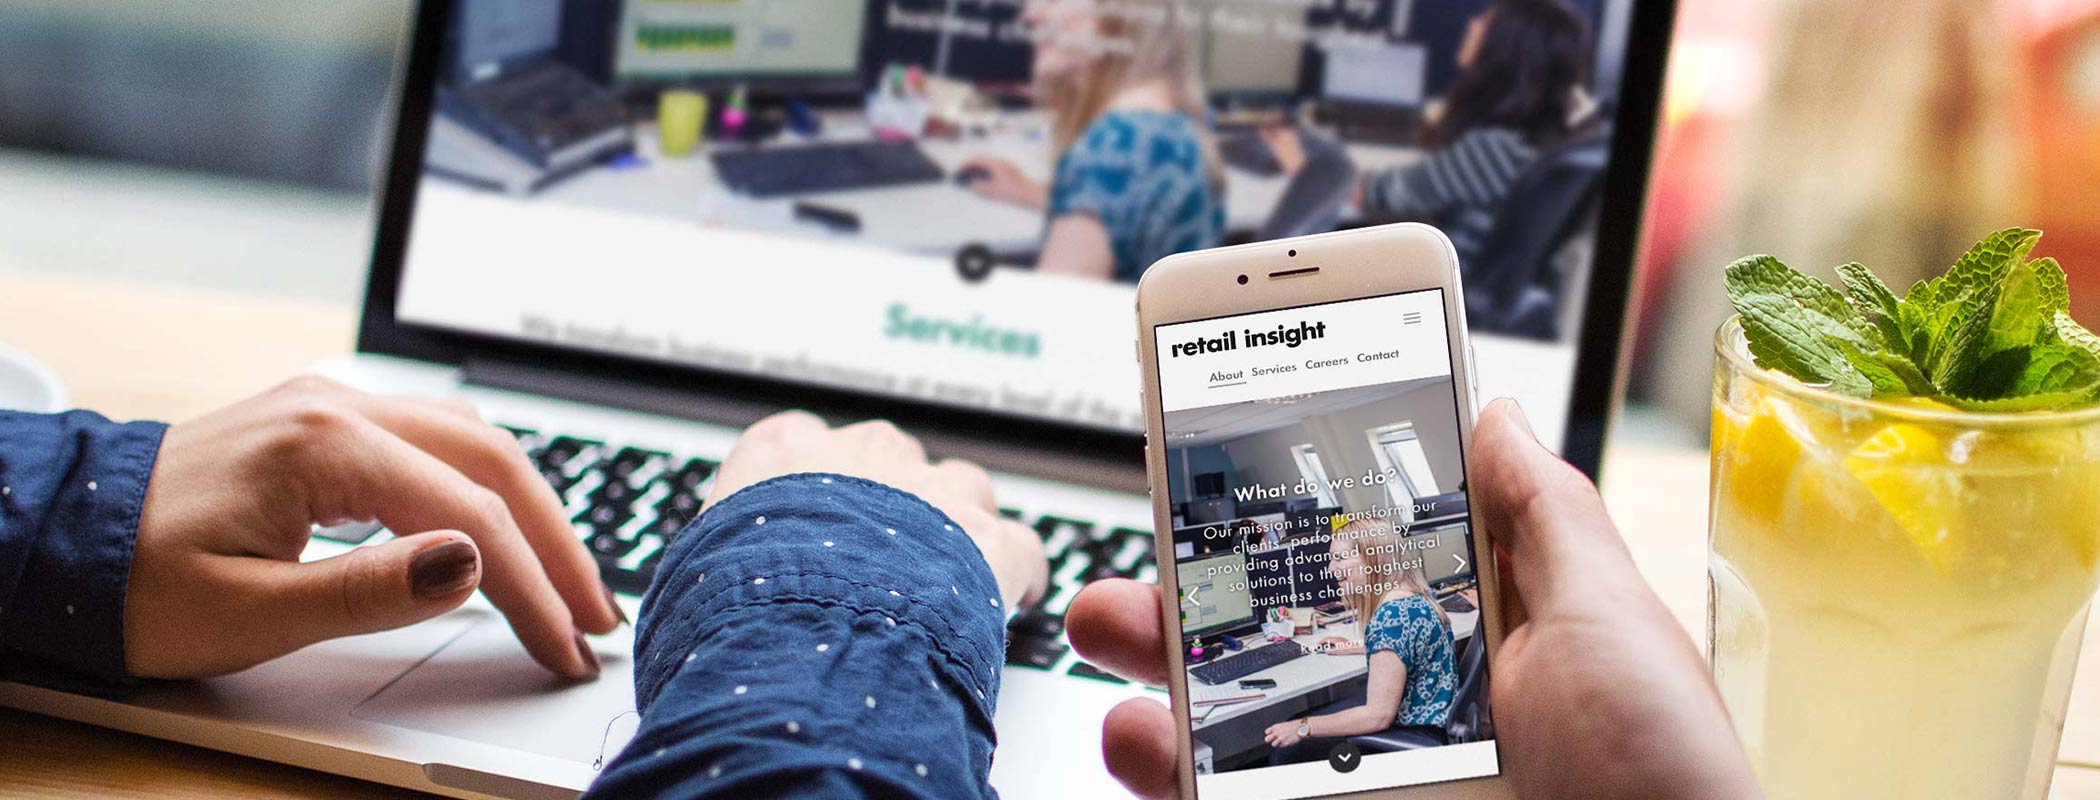 business challenges
Services
We transform business performance at every level of the
retail insight
About Services Careers Contact
What do we do?
Our mission is to transform our
clients' performance by
providing advanced analytical
solutions to their toughest
business challenges.
Read more